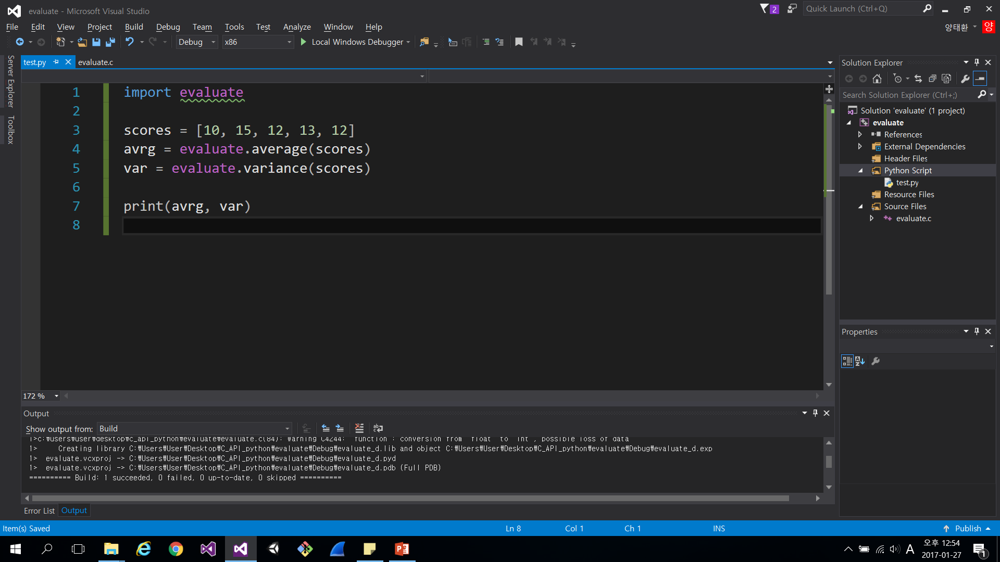 evaluate - Microsoft Visual Studio
2
Quick Launch (Ctrl+Q)
File Edit View Project Build Debug Team Tools Test Analyze Window Help
양태환 양
Debug x86 Local Windows Debugger
Server Explorer
Toolbox
test.py evaluate.c
1 import evaluate
2
3 scores = [10, 15, 12, 13, 12]
4 avrg = evaluate.average(scores)
5 var = evaluate.variance(scores)
6
7 print(avrg, var)
8
172 %
Solution Explorer
Search Solution Explorer (Ctrl+;)
Solution 'evaluate' (1 project)
evaluate
References
External Dependencies
Header Files
Python Script
test.py
Resource Files
Source Files
evaluate.c
Properties
Output
Show output from: Build
1>c:₩users₩user₩desktop₩c_api_python₩evaluate₩evaluate.c(84): warning C4244: 'function': conversion from 'float' to 'int', possible loss of data
1> Creating library C:₩Users₩User₩Desktop₩C_API_python₩evaluate₩Debug₩evaluate_d.lib and object C:₩Users₩User₩Desktop₩C_API_python₩evaluate₩Debug₩evaluate_d.exp
1> evaluate.vcxproj -> C:₩Users₩User₩Desktop₩C_API_python₩evaluate₩Debug₩evaluate_d.pyd
1> evaluate.vcxproj -> C:₩Users₩User₩Desktop₩C_API_python₩evaluate₩Debug₩evaluate_d.pdb (Full PDB)
========== Build: 1 succeeded, 0 failed, 0 up-to-date, 0 skipped ==========
Error List Output
Item(s) Saved Ln 8 Col 1 Ch 1 INS Publish
A 오후 12:54
2017-01-27
1